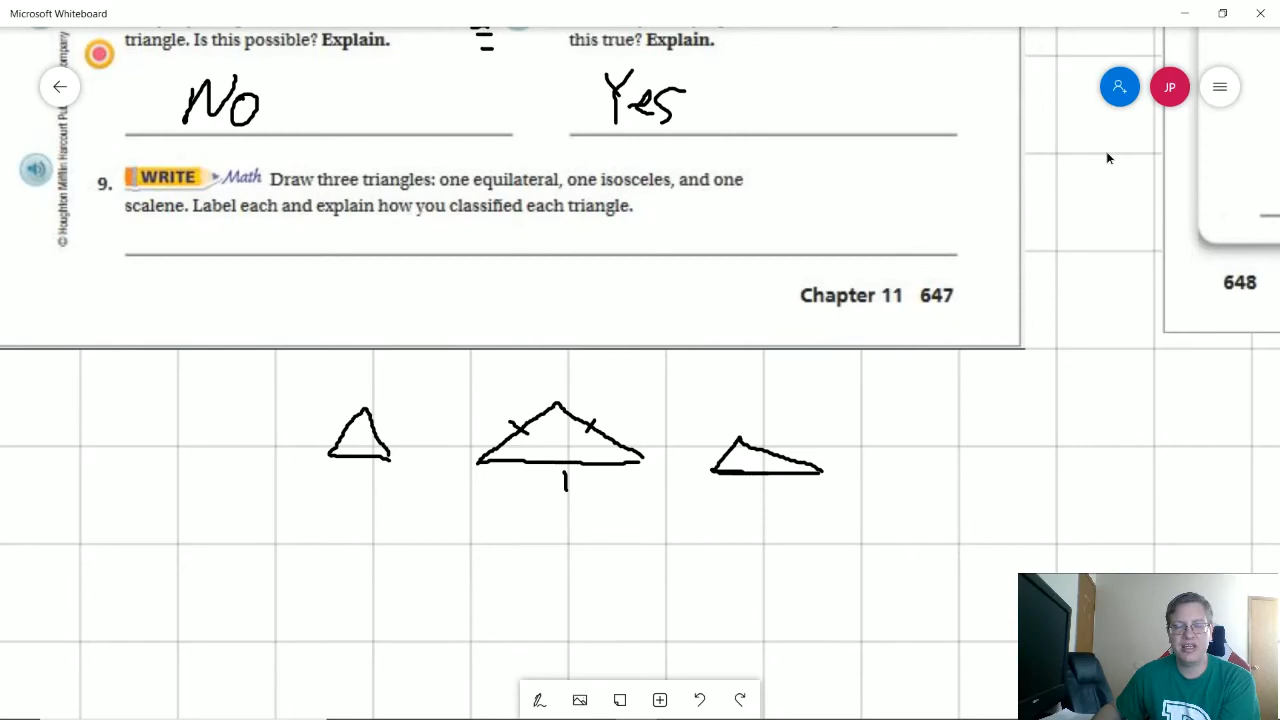 Microsoft Whiteboard
triangle. Is this possible? Explain.
this true? Explain.
No
Yes
© Houghton Mifflin Harcourt Pu ompany
JP
9. WRITE Math Draw three triangles: one equilateral, one isosceles, and one
scalene. Label each and explain how you classified each triangle.
Chapter 11 647
648